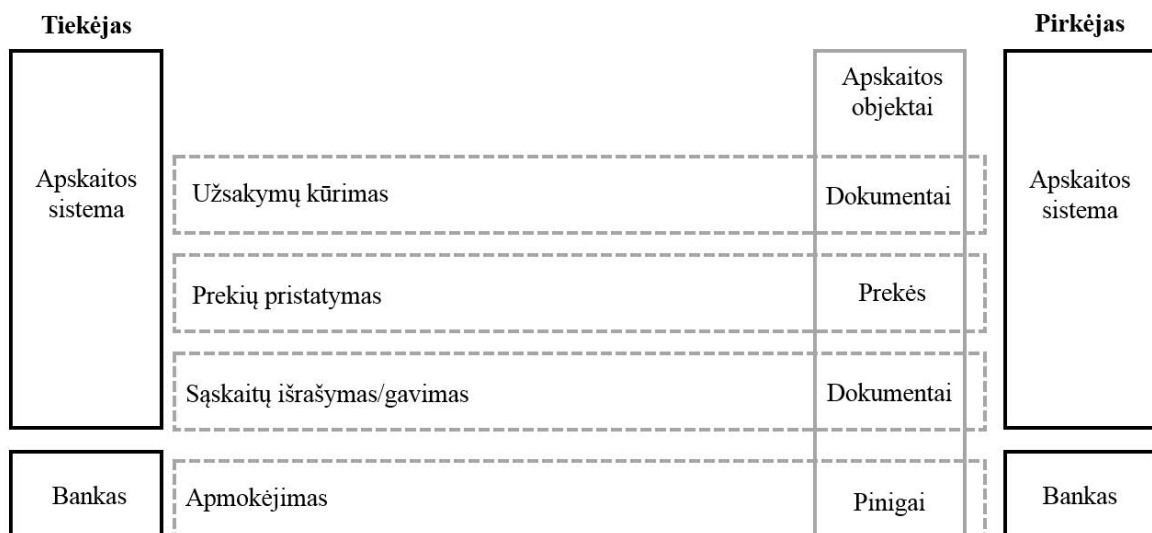 Tiekėjas
Pirkėjas
Apskaitos
objektai
Apskaitos
sistema
Užsakymų kūrimas
Dokumentai
Apskaitos
sistema
Prekių pristatymas
Prekės
Sąskaitų išrašymas/gavimas
Dokumentai
Bankas
Apmokėjimas
Pinigai
Bankas